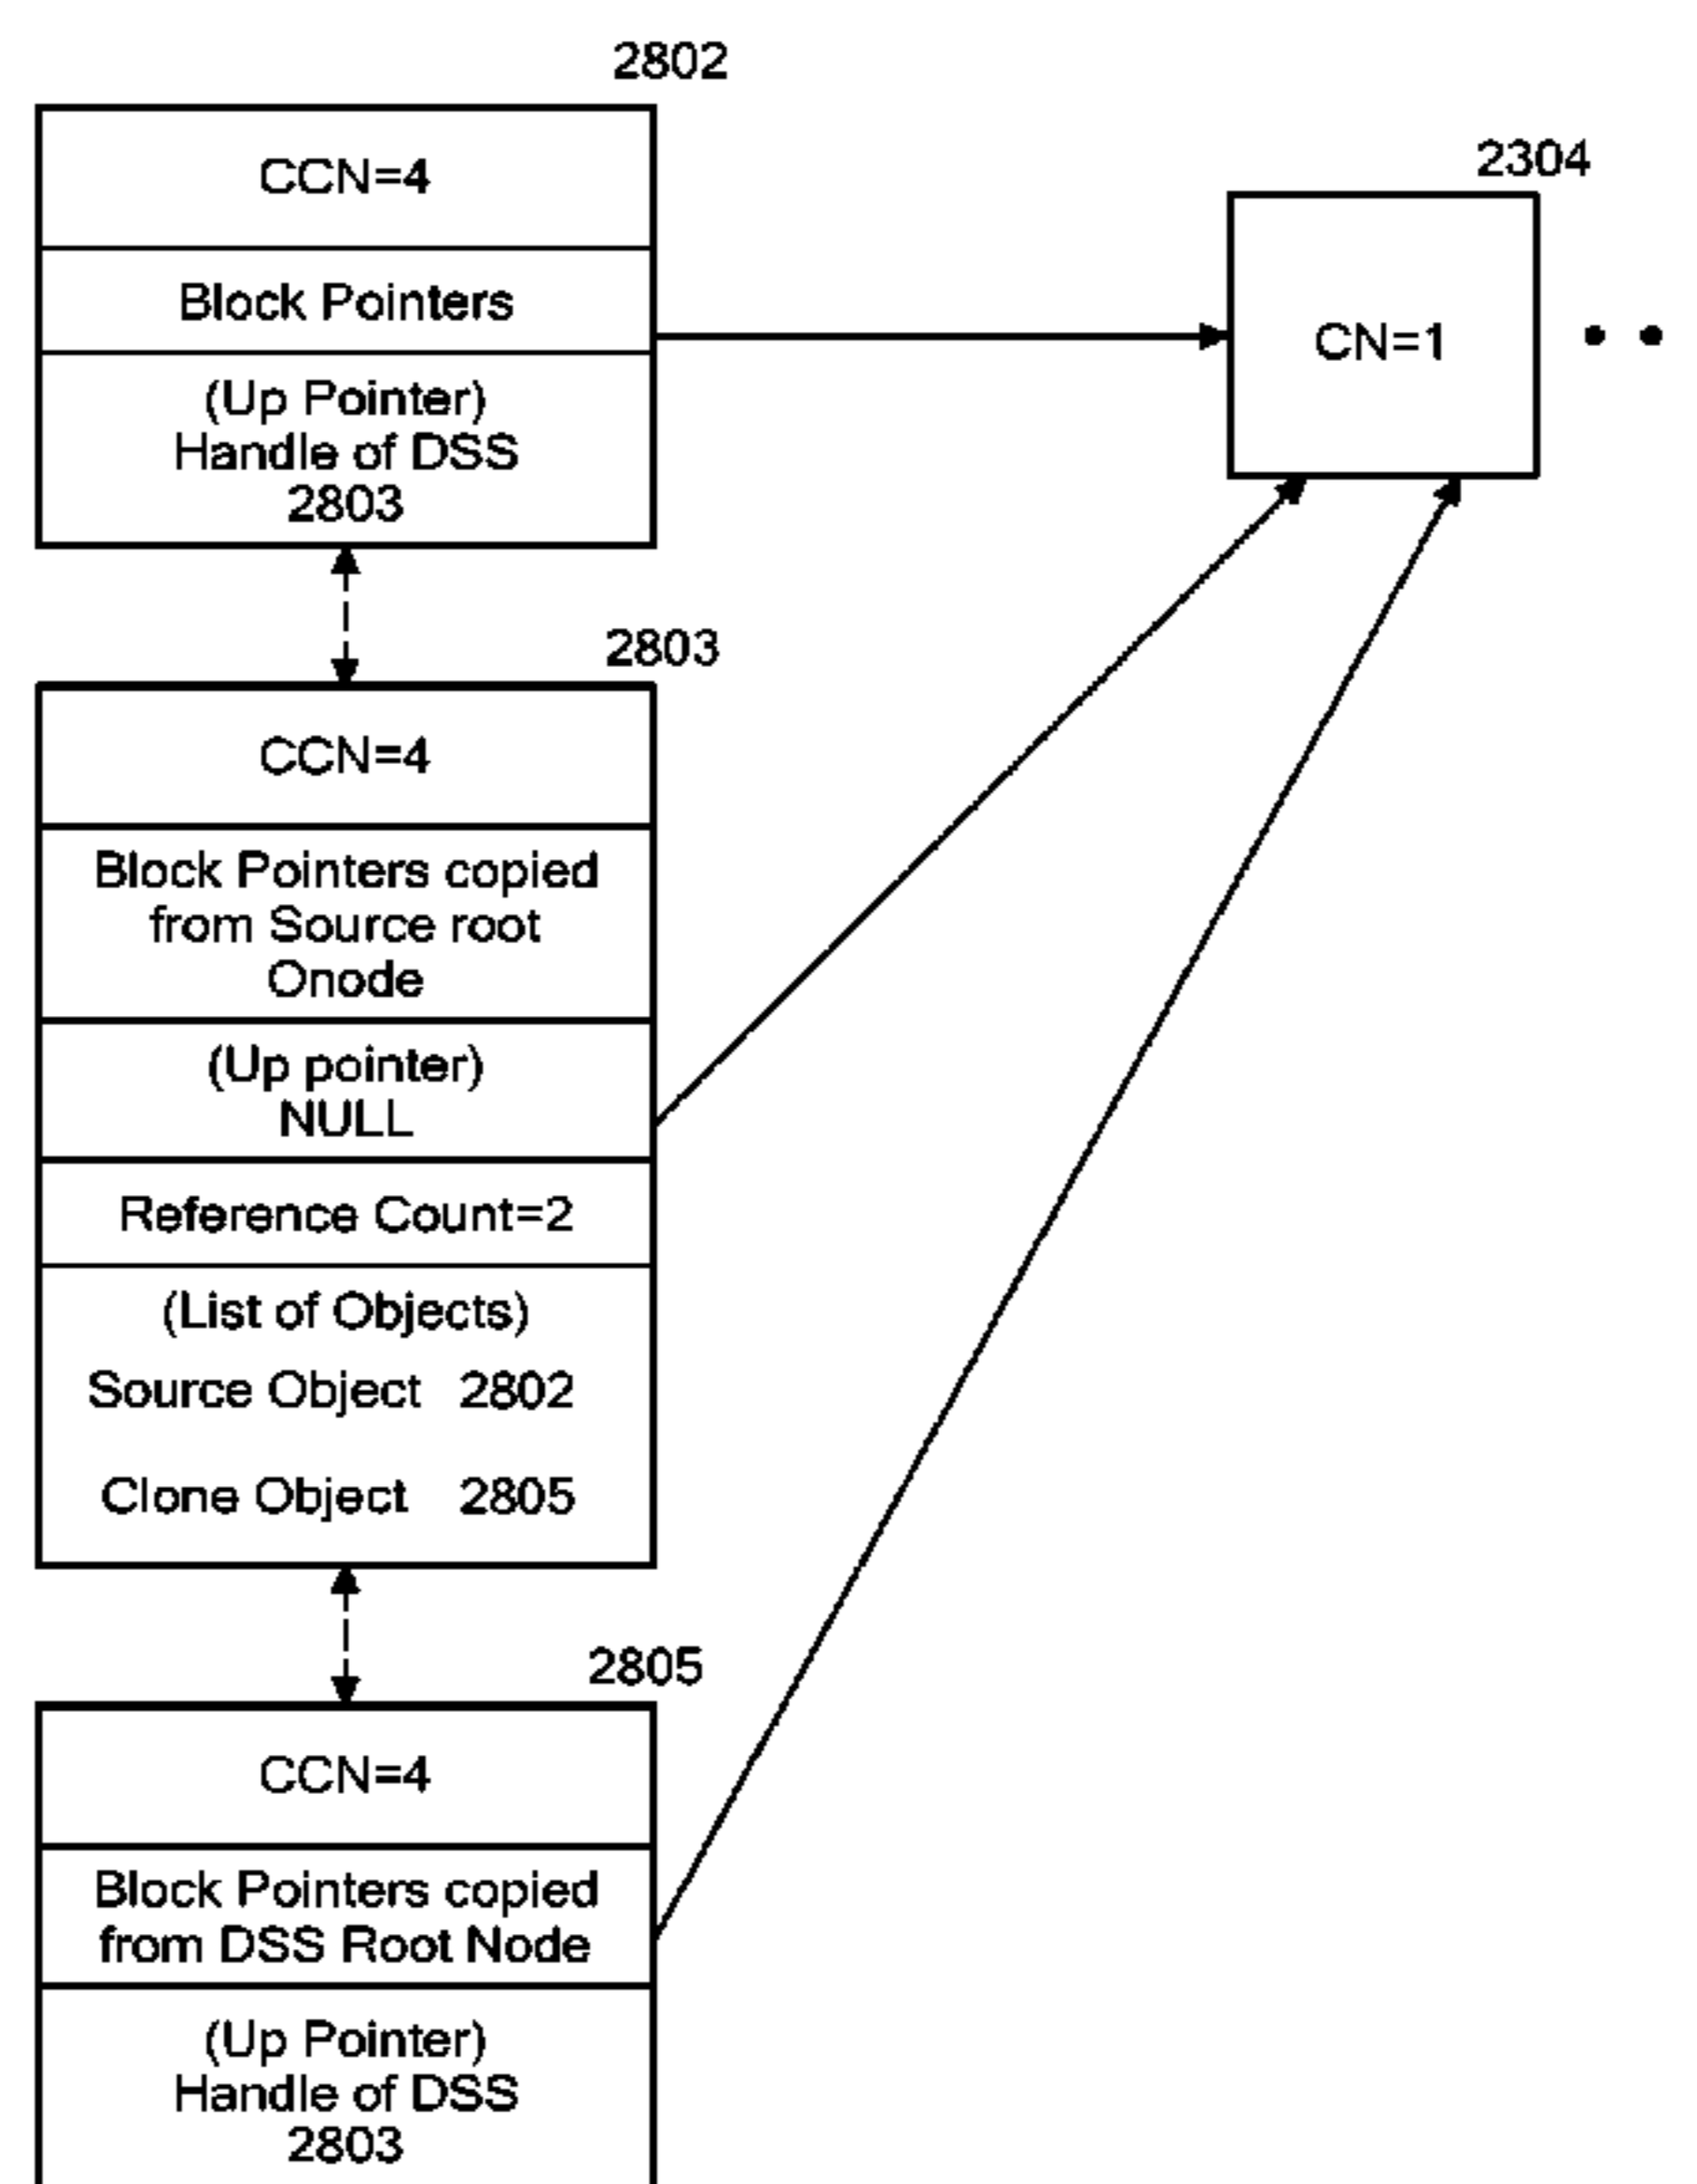 2802
CCN=4
Block Pointers
(Up Pointer)
Handle of DSS
2803
2304
CN=1
2803
CCN=4
Block Pointers copied
from Source root
Onode
(Up pointer)
NULL
Reference Count=2
(List of Objects)
Source Object 2802
Clone Object 2805
2805
CCN=4
Block Pointers copied
from DSS Root Node
(Up Pointer)
Handle of DSS
2803